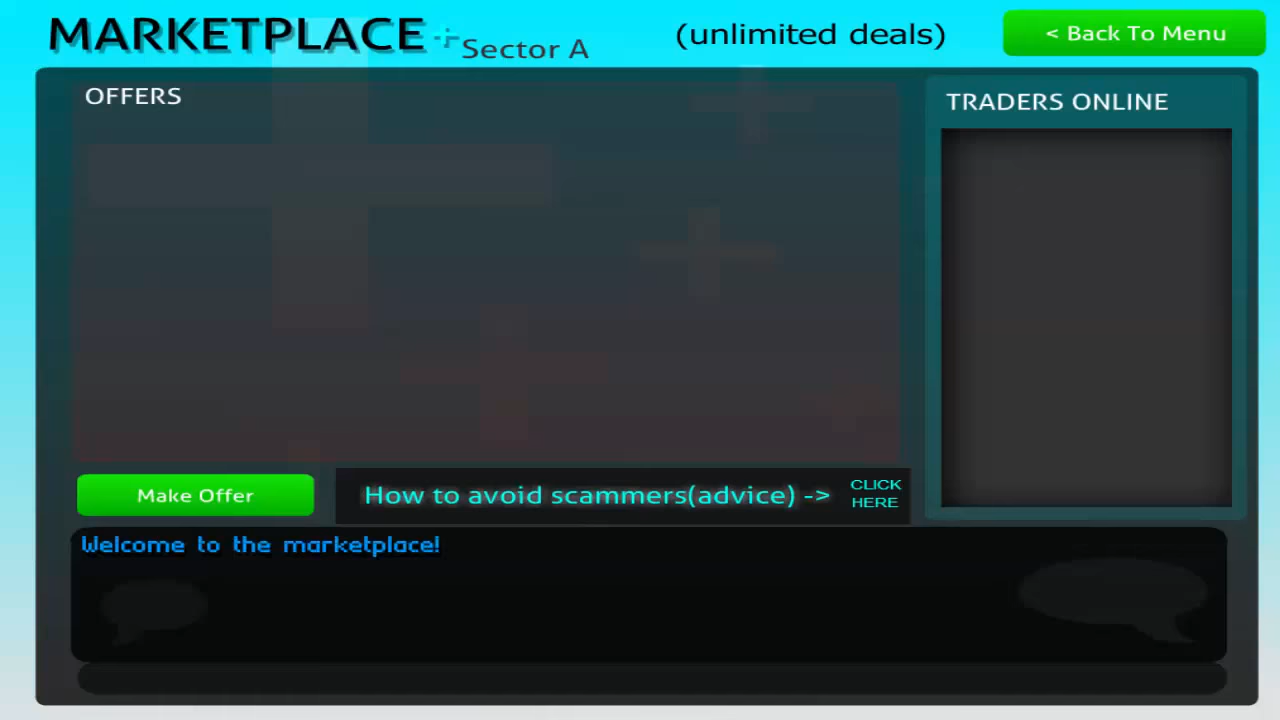 MARKETPLACE
Sector A
(unlimited deals)
< Back To Menu
OFFERS
TRADERS ONLINE
Make Offer
How to avoid scammers(advice) ->
CLICK
HERE
Welcome to the marketplace!